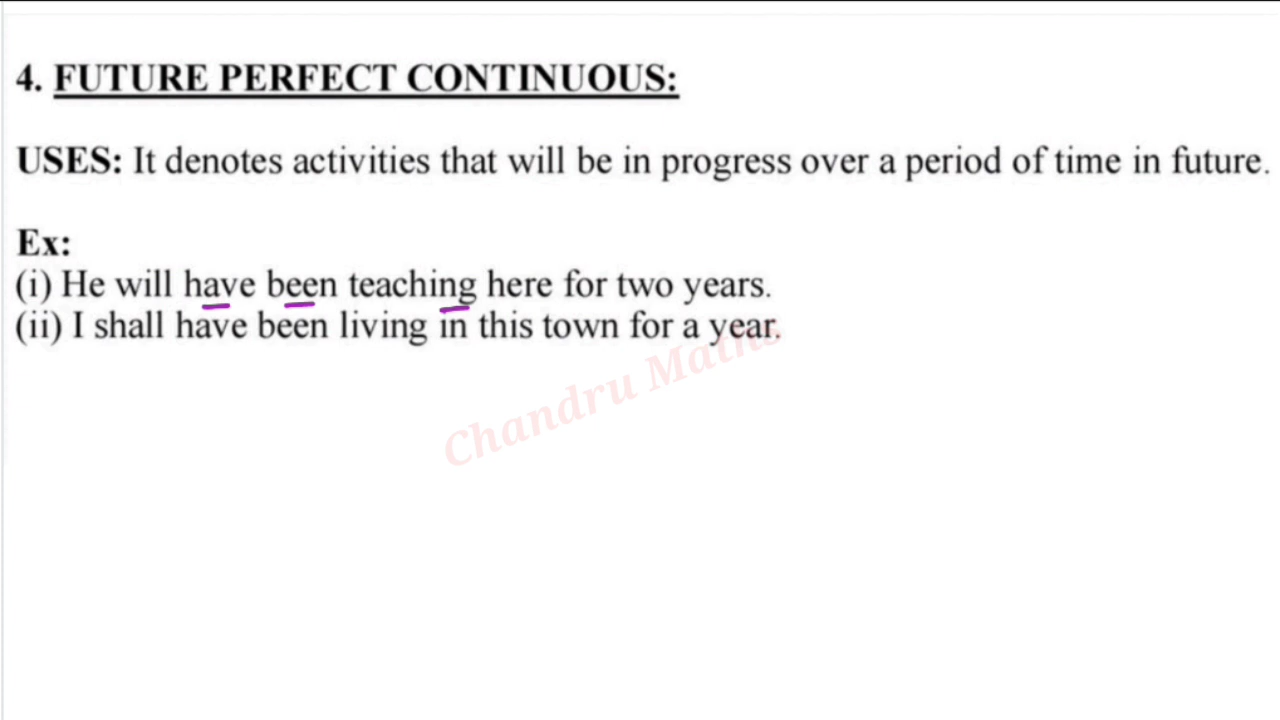 4. FUTURE PERFECT CONTINUOUS:
USES: It denotes activities that will be in progress over a period of time in future.
Ex:
(i) He will have been teaching here for two years.
(ii) I shall have been living in this town for a year.
Chandru Maths